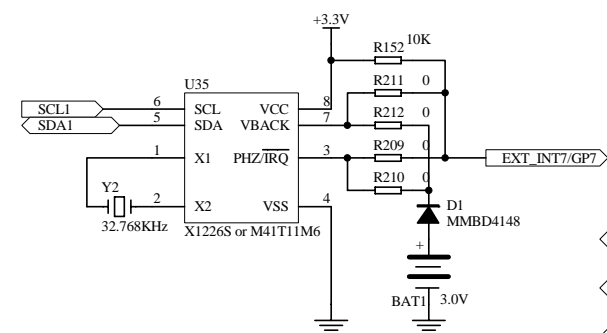 +3.3V
R152 10K
U35
R211 0
SCL1 6 SCL VCC 8 R212 0
SDA1 5 SDA VBACK 7
1 X1 PHZ/IRQ 3 R209 0 EXT_INT7/GP7
R210 0
Y2 2 X2 VSS 4 D1
32.768KHz X1226S or M41T11M6 MMBD4148
+
BAT1 3.0V